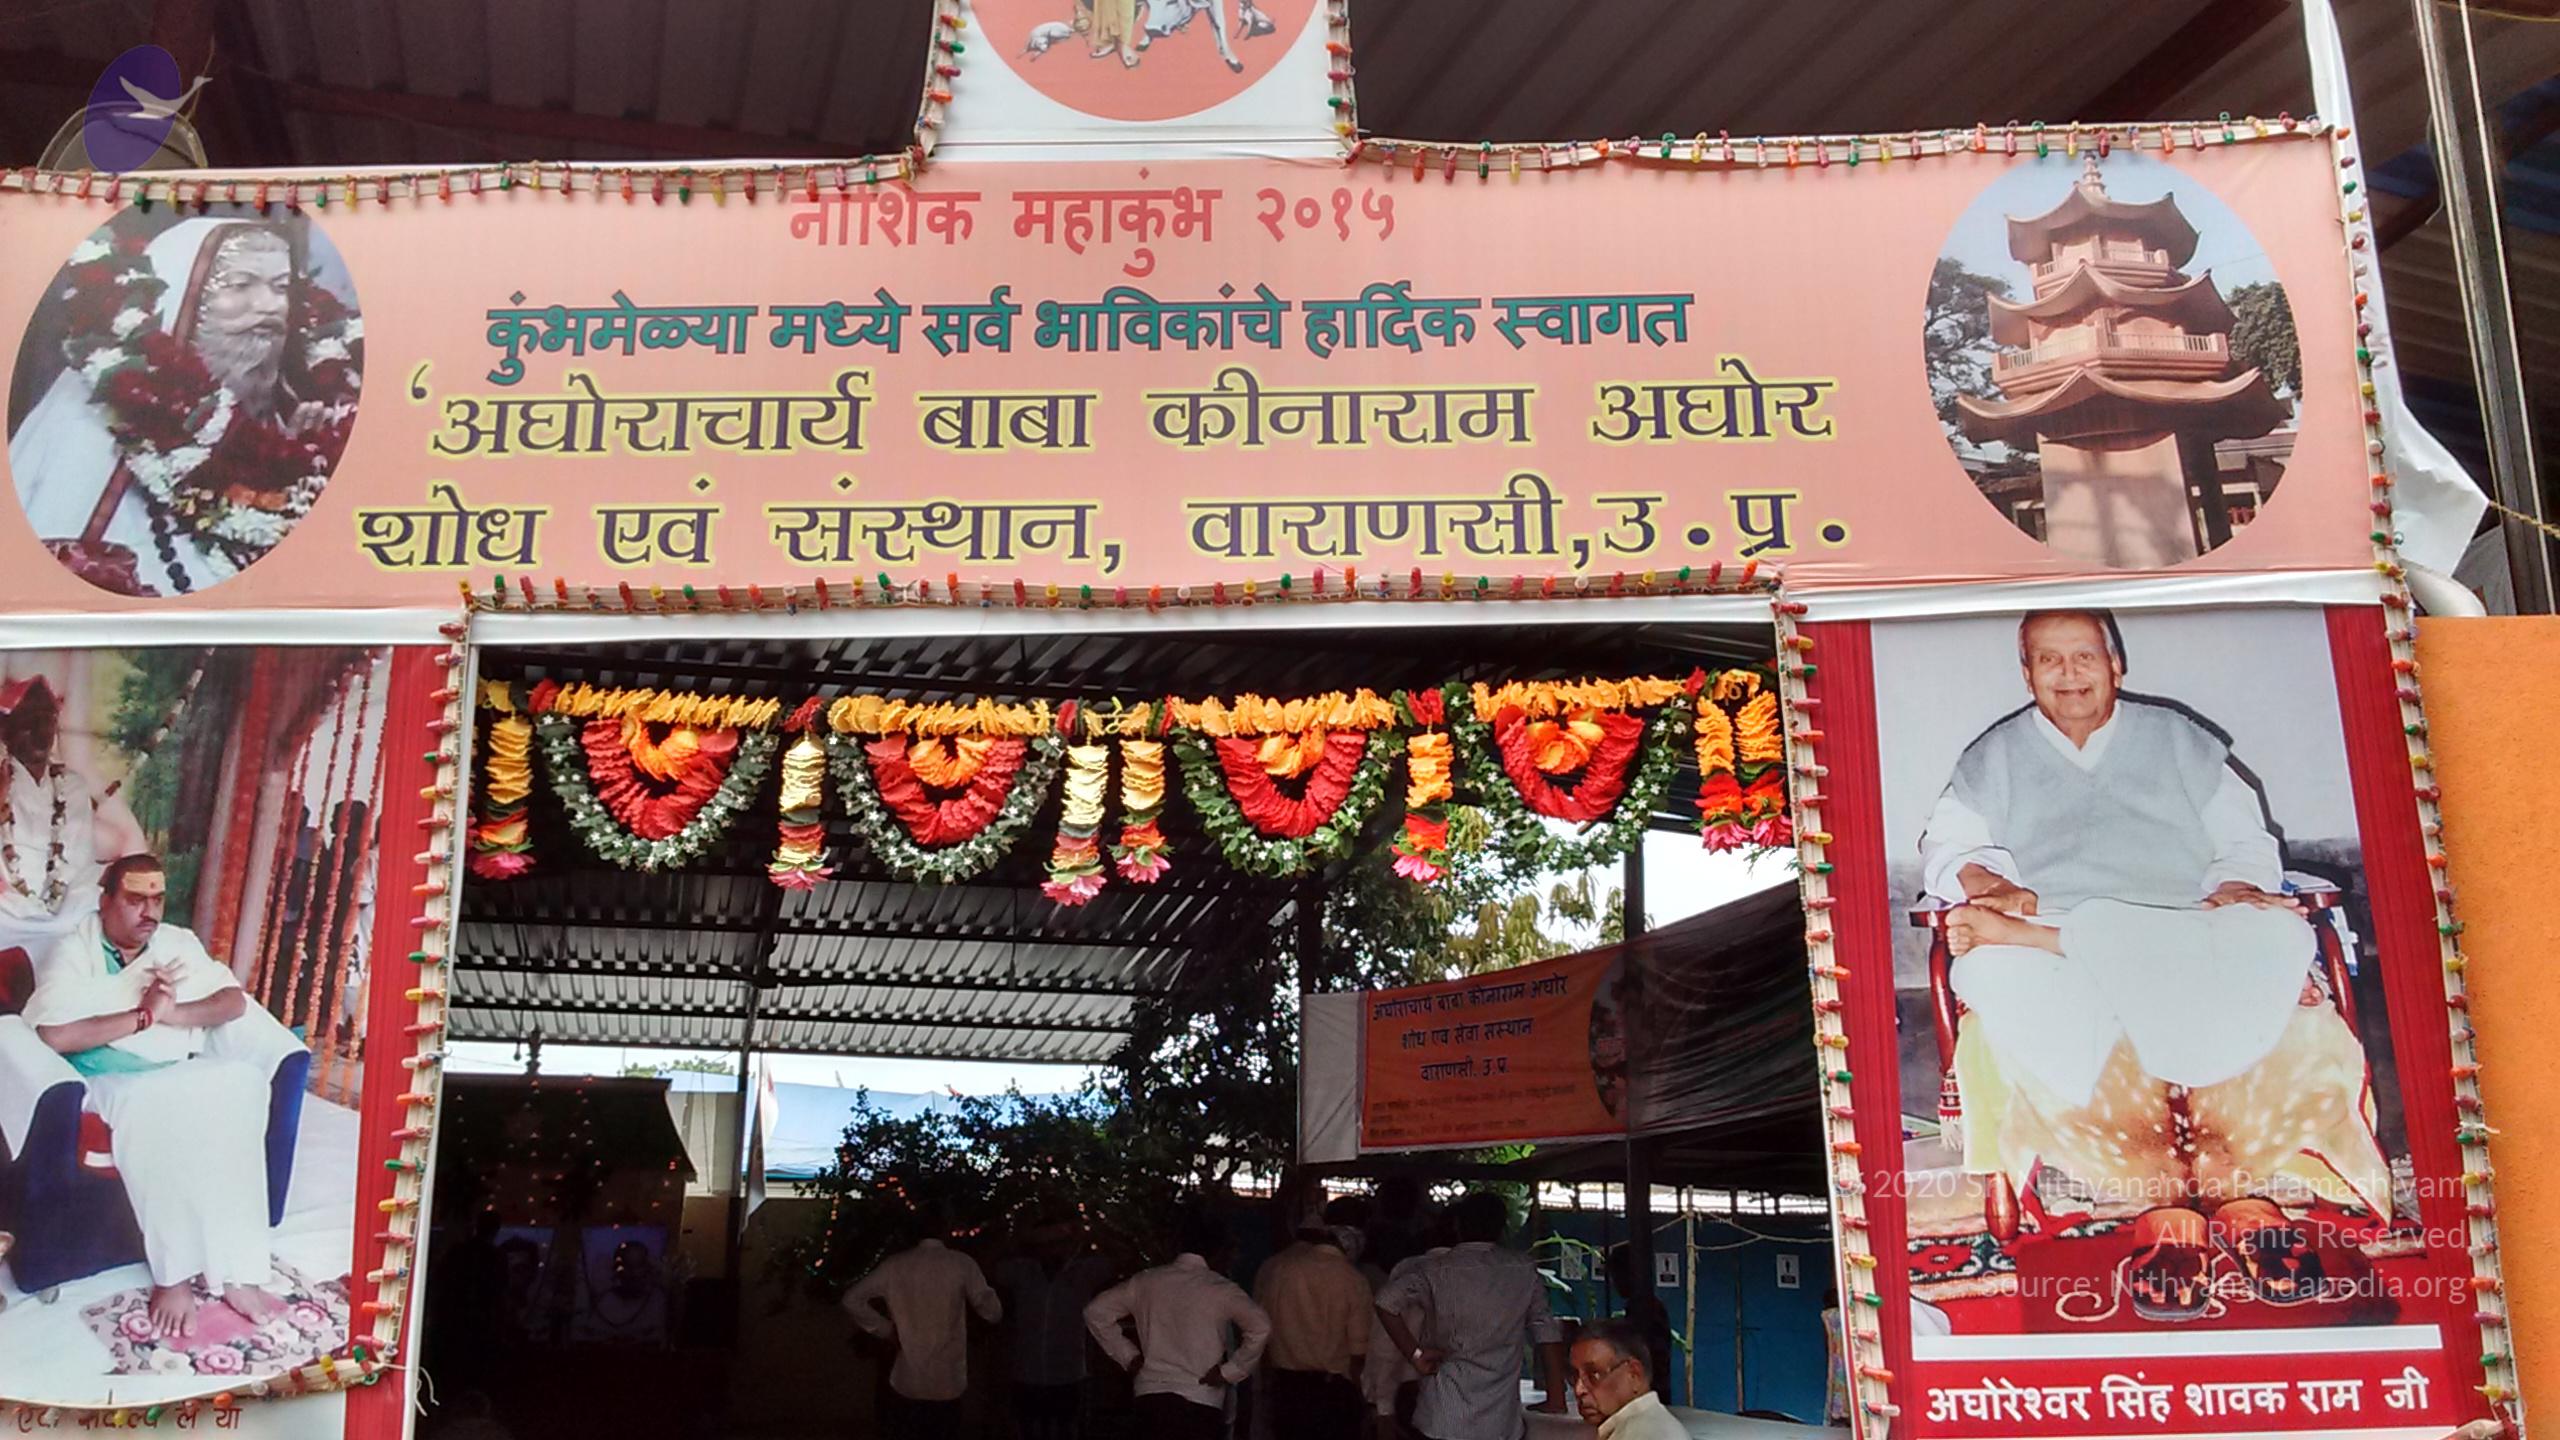 नाशिक महाकुंभ २०१५
कुंभमेळ्या मध्ये सर्व भाविकांचे हार्दिक स्वागत
‘अघोराचार्य बाबा कीनाराम अघोर
शोध एवं संस्थान, वाराणसी,उ.प्र.
अघोराचार्य बाबा कीनाराम अघोर
शोध एवं सेवा संस्थान
वाराणसी. उ.प्र.
©2020 Sri Nithyananda Paramashivam
All Rights Reserved.
Source: Nithyanandapedia.org
अघोरेश्वर सिंह शावक राम जी